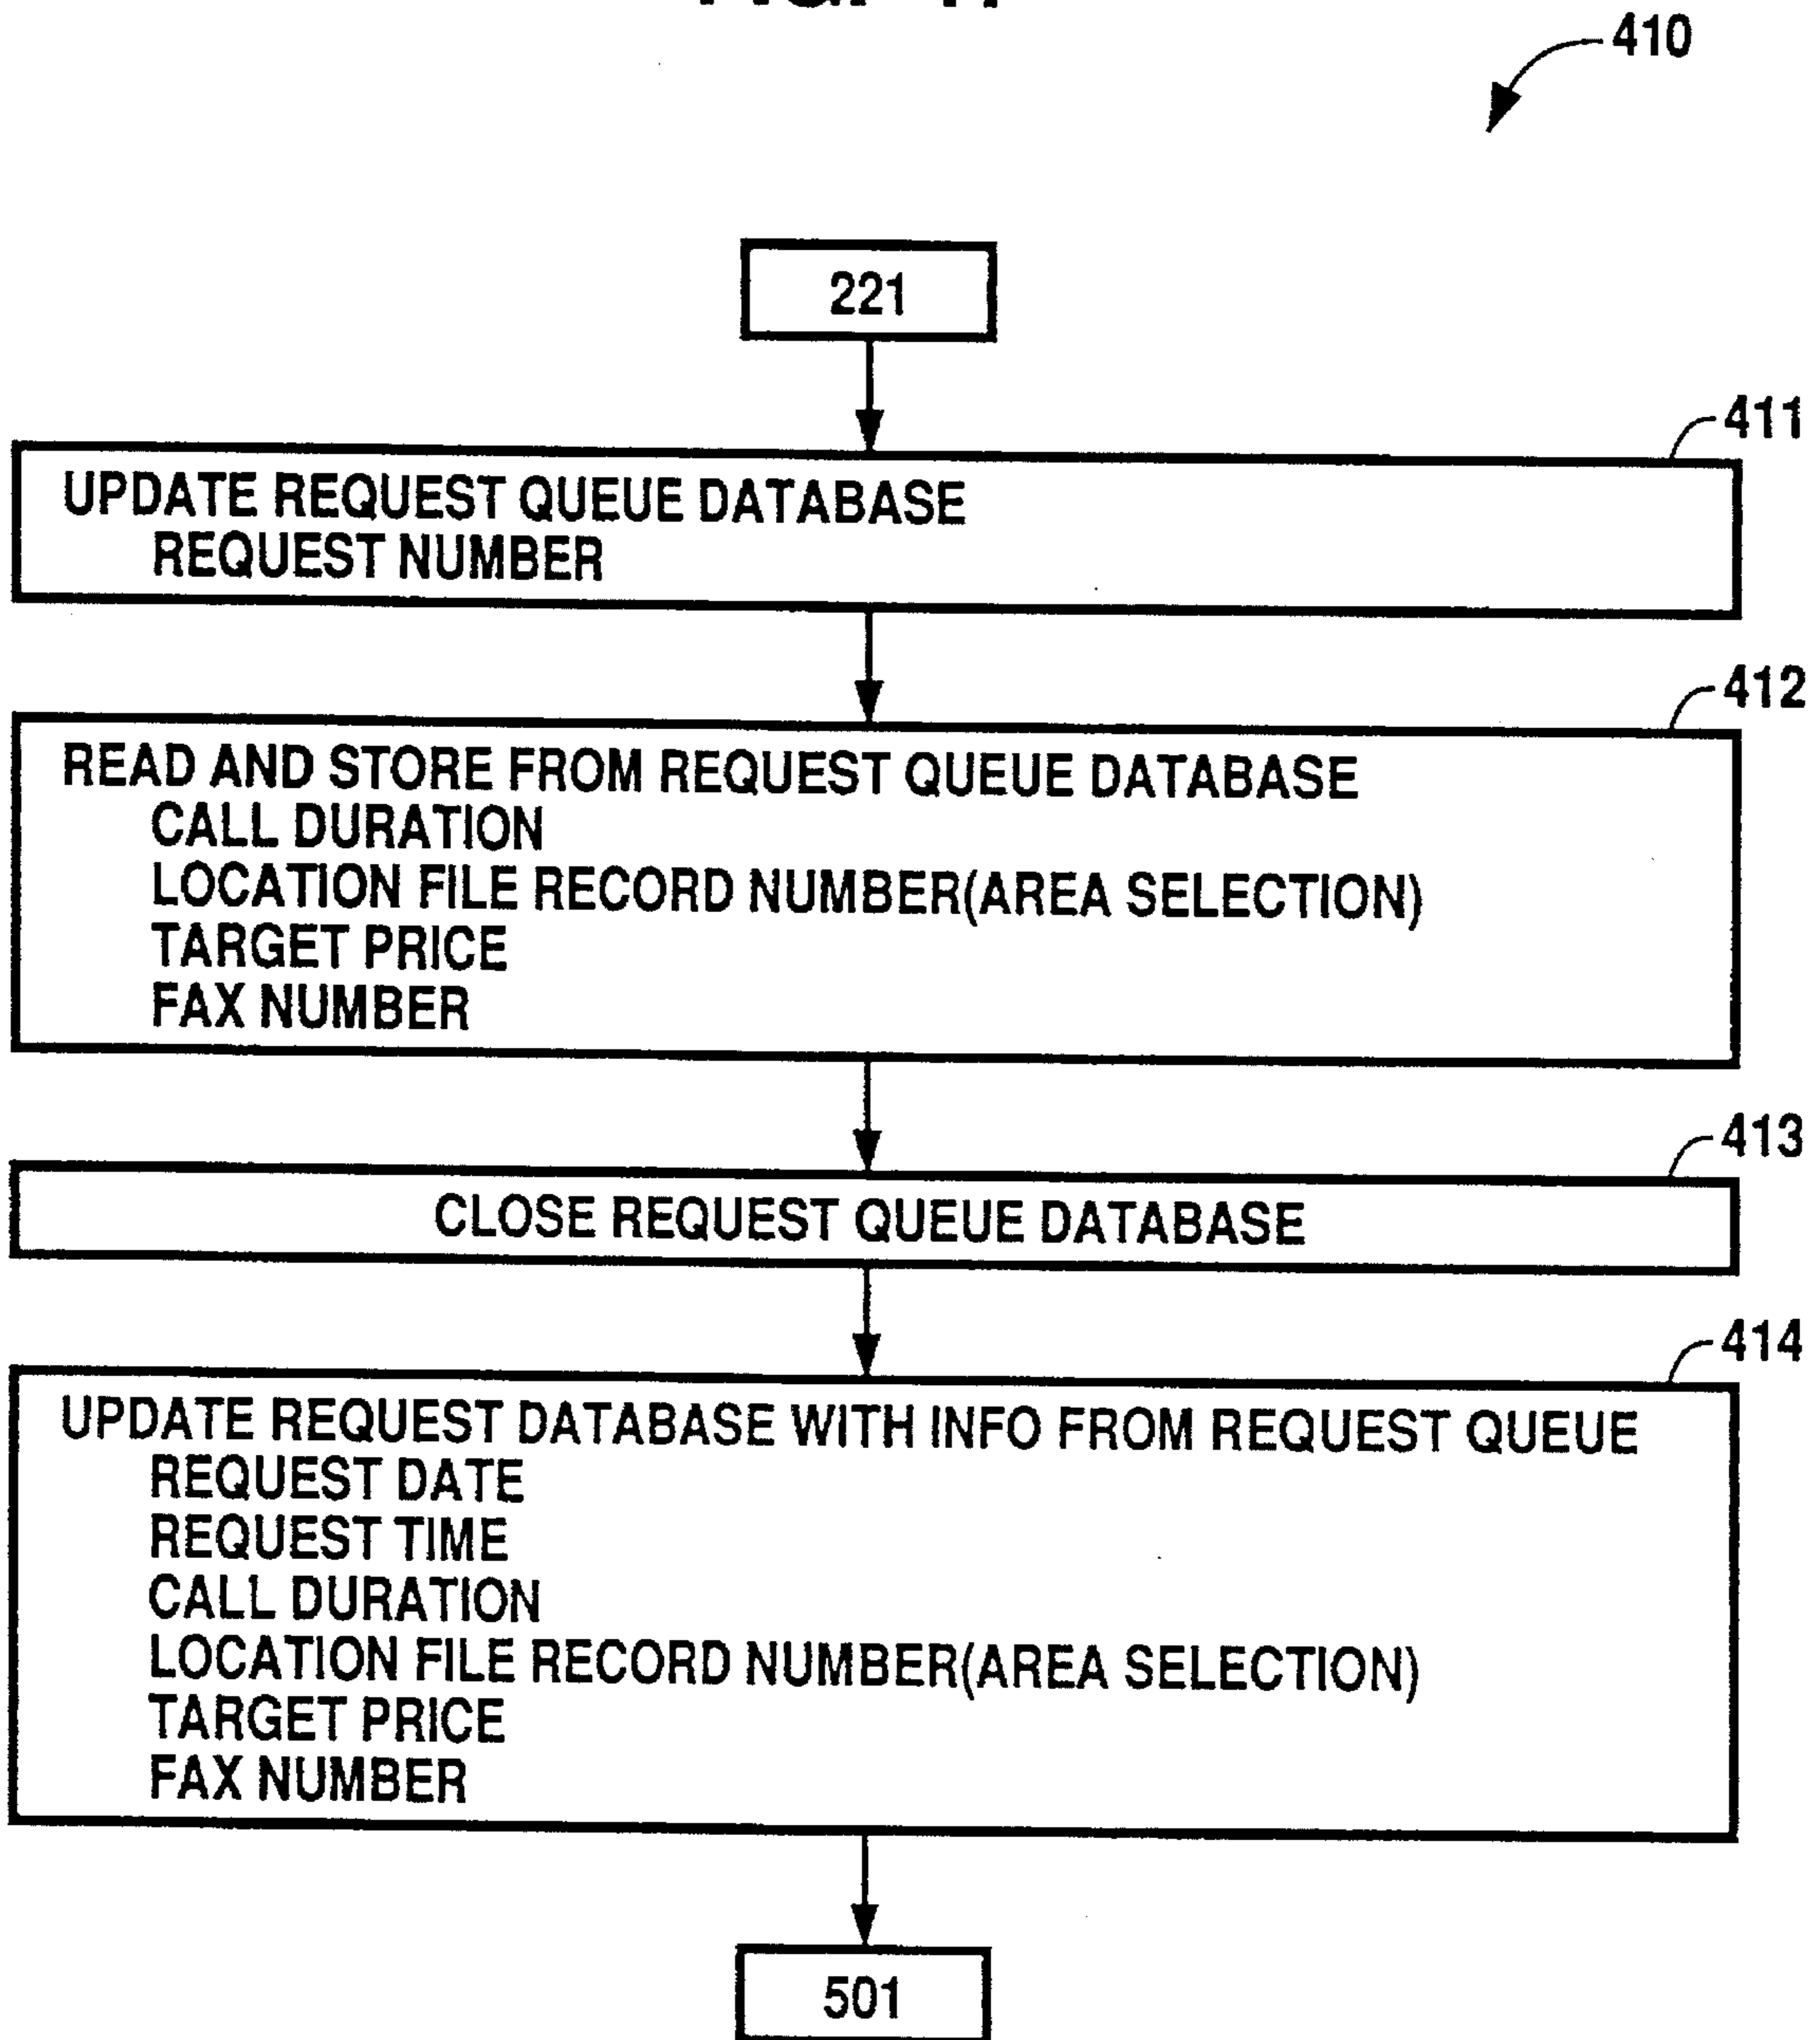 410
221
411
UPDATE REQUEST QUEUE DATABASE
REQUEST NUMBER
412
READ AND STORE FROM REQUEST QUEUE DATABASE
CALL DURATION
LOCATION FILE RECORD NUMBER(AREA SELECTION)
TARGET PRICE
FAX NUMBER
413
CLOSE REQUEST QUEUE DATABASE
414
UPDATE REQUEST DATABASE WITH INFO FROM REQUEST QUEUE
REQUEST DATE
REQUEST TIME
CALL DURATION
LOCATION FILE RECORD NUMBER(AREA SELECTION)
TARGET PRICE
FAX NUMBER
501